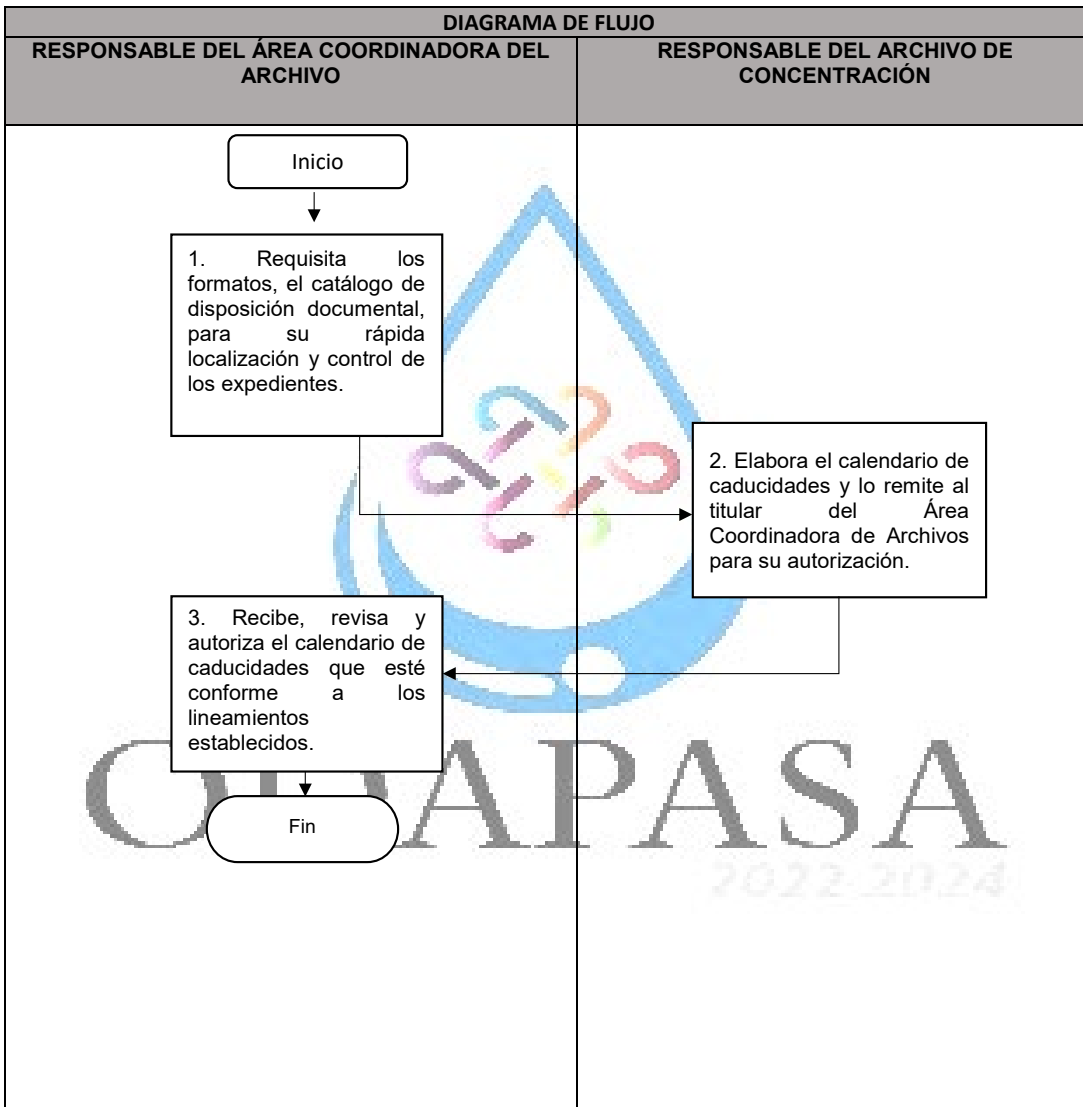 DIAGRAMA DE FLUJO
RESPONSABLE DEL ÁREA COORDINADORA DEL
ARCHIVO
RESPONSABLE DEL ARCHIVO DE
CONCENTRACIÓN
Inicio
1. Requisita los
formatos, el catálogo de
disposición documental,
para su rápida
localización y control de
los expedientes.
2. Elabora el calendario de
caducidades y lo remite al
titular del Área
Coordinadora de Archivos
para su autorización.
3. Recibe, revisa y
autoriza el calendario de
caducidades que esté
conforme a los
lineamientos
establecidos.
Fin
2022-2024